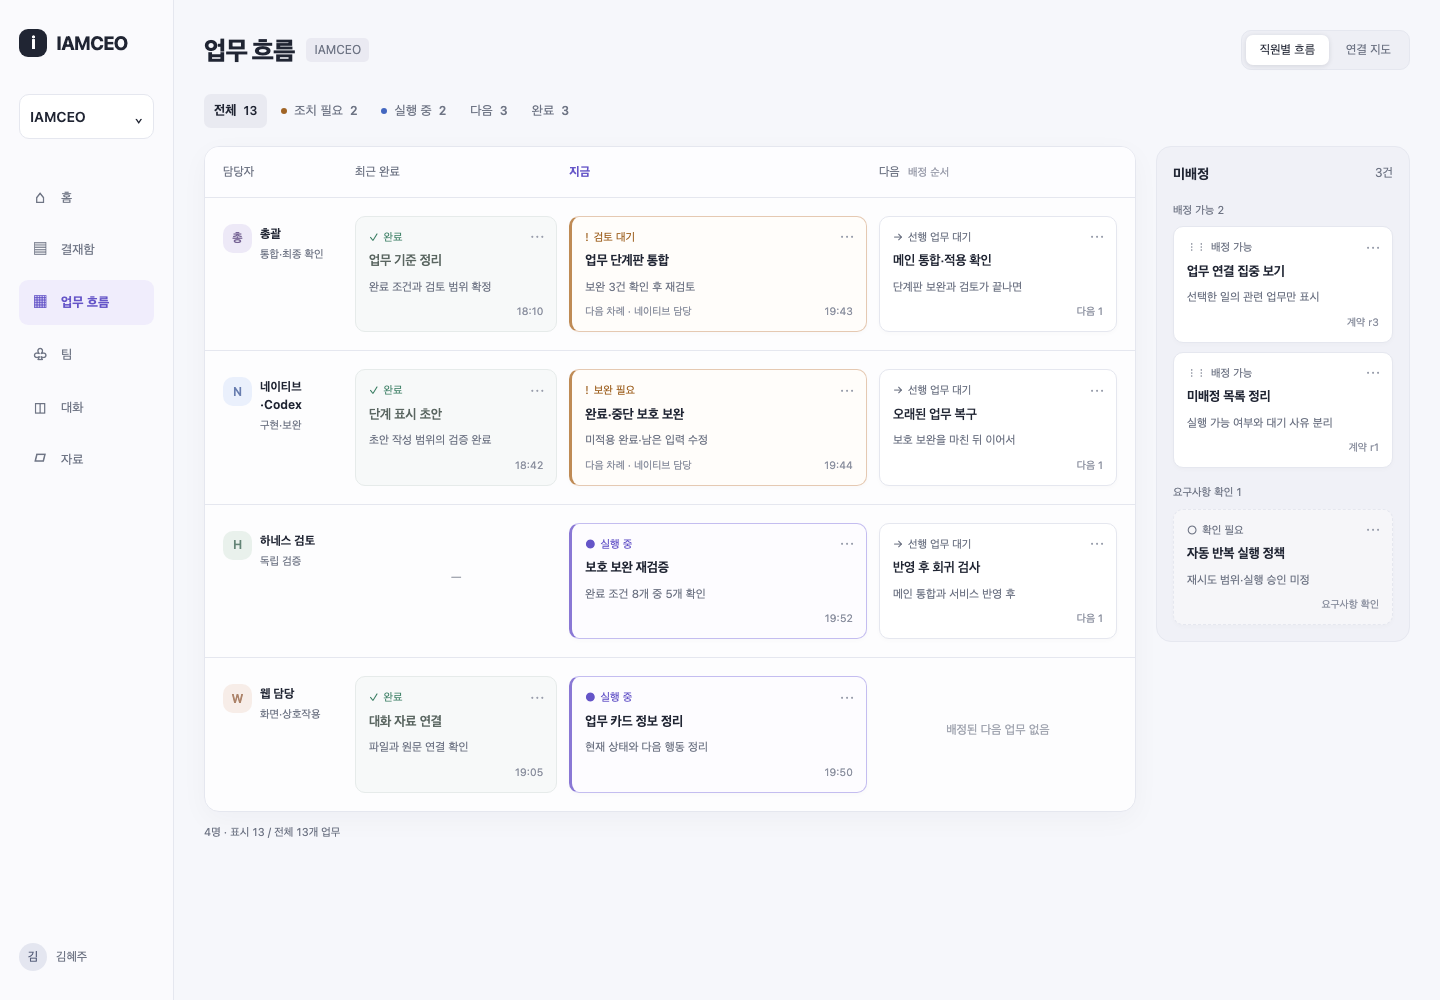 i IAMCEO
IAMCEO
홈
결재함
업무 흐름
팀
대화
자료
김 김혜주
업무 흐름 IAMCEO
직원별 흐름 연결 지도
전체 13 조치 필요 2 실행 중 2 다음 3 완료 3
담당자 최근 완료 지금 다음 배정 순서
총 총괄
통합·최종 확인
✓ 완료 ···
업무 기준 정리
완료 조건과 검토 범위 확정
18:10
! 검토 대기 ···
업무 단계판 통합
보완 3건 확인 후 재검토
다음 차례 · 네이티브 담당 19:43
→ 선행 업무 대기 ···
메인 통합·적용 확인
단계판 보완과 검토가 끝나면
다음 1
N 네이티브
·Codex
구현·보완
✓ 완료 ···
단계 표시 초안
초안 작성 범위의 검증 완료
18:42
! 보완 필요 ···
완료·중단 보호 보완
미적용 완료·남은 입력 수정
다음 차례 · 네이티브 담당 19:44
→ 선행 업무 대기 ···
오래된 업무 복구
보호 보완을 마친 뒤 이어서
다음 1
H 하네스 검토
독립 검증
—
실행 중 ···
보호 보완 재검증
완료 조건 8개 중 5개 확인
19:52
→ 선행 업무 대기 ···
반영 후 회귀 검사
메인 통합과 서비스 반영 후
다음 1
W 웹 담당
화면·상호작용
✓ 완료 ···
대화 자료 연결
파일과 원문 연결 확인
19:05
실행 중 ···
업무 카드 정보 정리
현재 상태와 다음 행동 정리
19:50
배정된 다음 업무 없음
4명 · 표시 13 / 전체 13개 업무
미배정 3건
배정 가능 2
배정 가능 ···
업무 연결 집중 보기
선택한 일의 관련 업무만 표시
계약 r3
배정 가능 ···
미배정 목록 정리
실행 가능 여부와 대기 사유 분리
계약 r1
요구사항 확인 1
확인 필요 ···
자동 반복 실행 정책
재시도 범위·실행 승인 미정
요구사항 확인